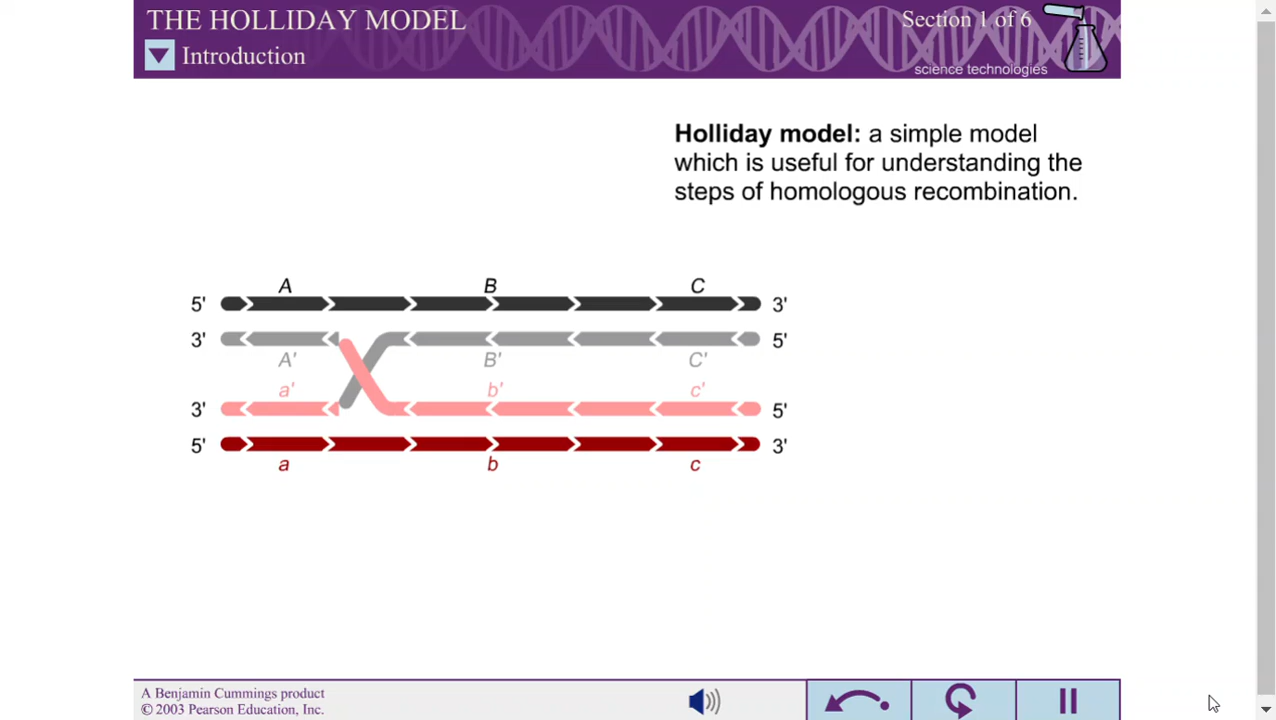 THE HOLLIDAY MODEL
Section 1 of 6
Introduction
science technologies
Holliday model: a simple model
which is useful for understanding the
steps of homologous recombination.
A B C
5' 3'
3' 5'
A' B' C'
a' b' c'
3' 5'
5' 3'
a b c
A Benjamin Cummings product
© 2003 Pearson Education, Inc.